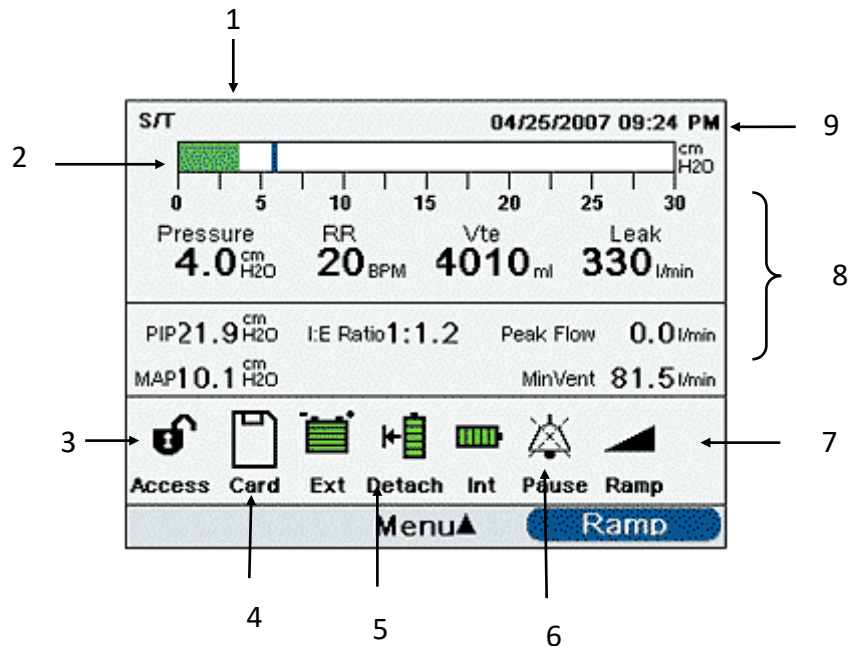 1
S/T 04/25/2007 09:24 PM 9
2 cm H2O
0 5 10 15 20 25 30
Pressure RR Vte Leak
4.0 cm H2O 20 BPM 4010 ml 330 l/min
8
PIP 21.9 cm H2O I:E Ratio 1:1.2 Peak Flow 0.0 l/min
MAP 10.1 cm H2O MinVent 81.5 l/min
3 7
Access Card Ext Detach Int Pause Ramp
Menu▲ Ramp
4 5 6